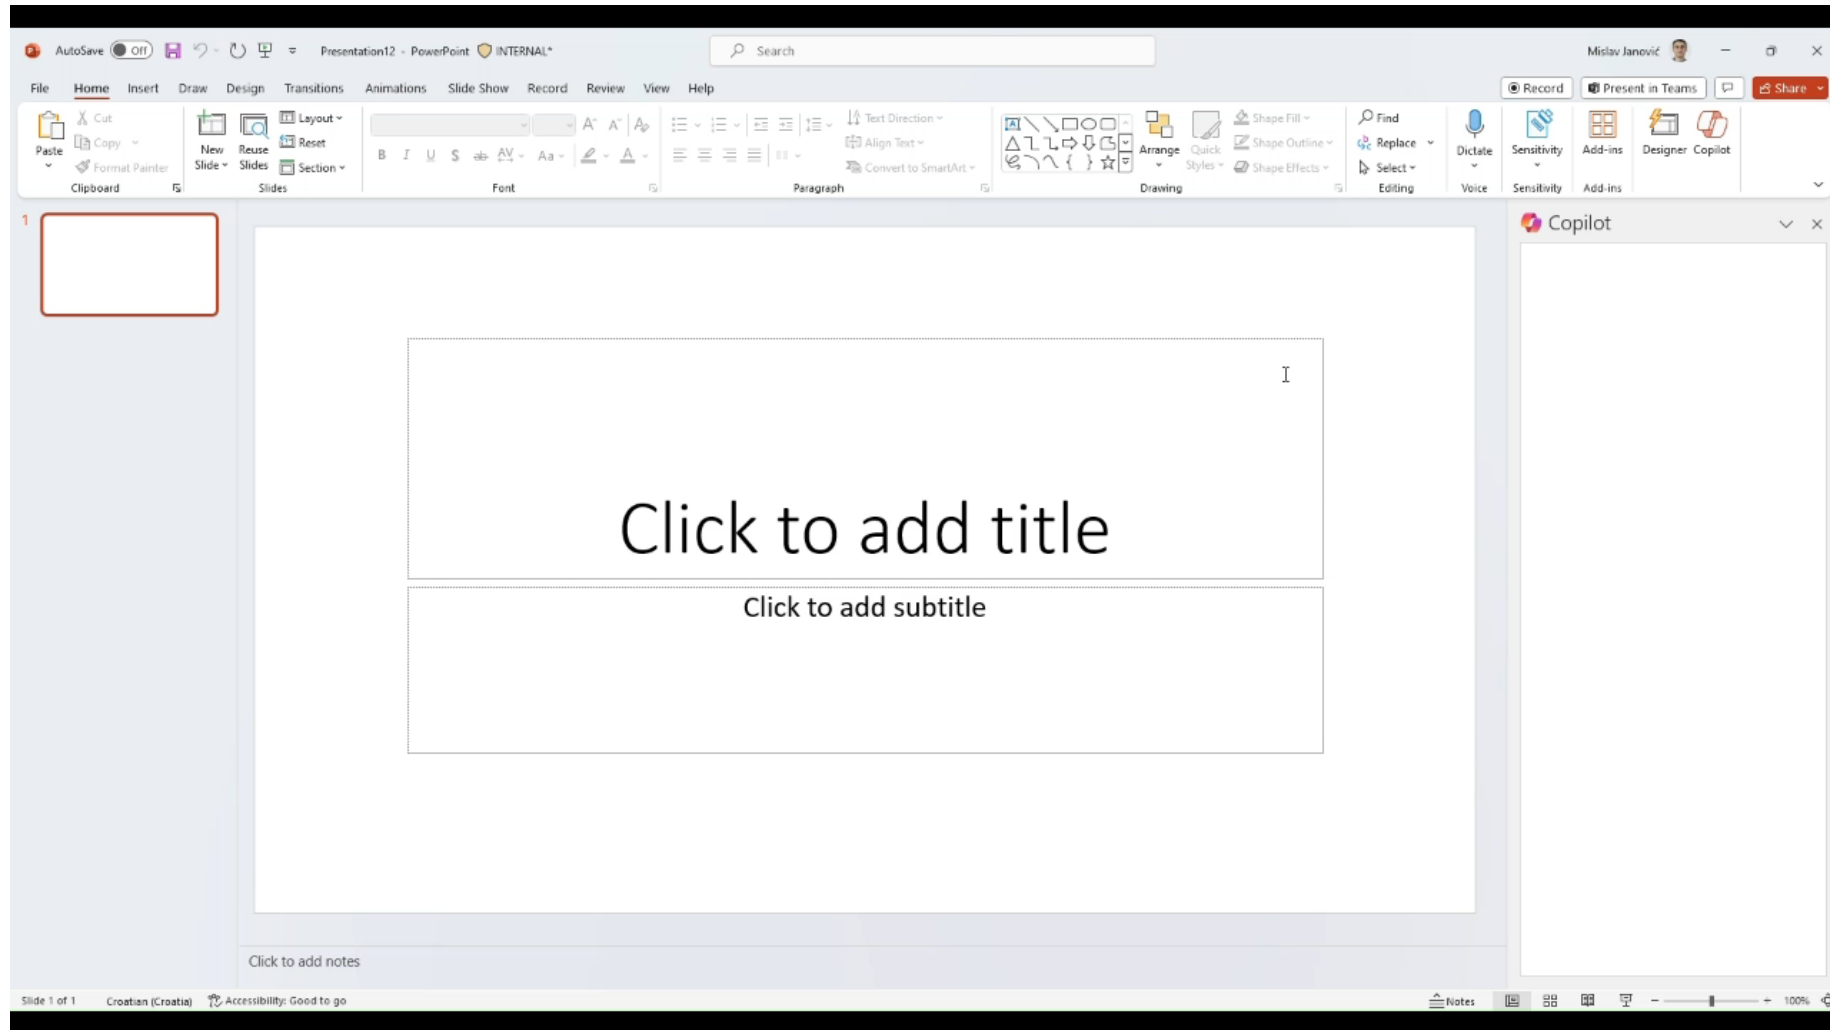 AutoSave Off Presentation12 - PowerPoint INTERNAL* Search Mislav Janović
File Home Insert Draw Design Transitions Animations Slide Show Record Review View Help Record Present in Teams Share
Paste
Cut
Copy
Format Painter
Clipboard
New Slide
Reuse Slides
Layout
Reset
Section
Slides
B I U S ab AV Aa A
Font
Text Direction
Align Text
Convert to SmartArt
Paragraph
Arrange
Quick Styles
Shape Fill
Shape Outline
Shape Effects
Drawing
Find
Replace
Select
Editing
Dictate
Voice
Sensitivity
Sensitivity
Add-ins
Add-ins
Designer
Copilot
1
Copilot
Click to add title
Click to add subtitle
Click to add notes
Slide 1 of 1 Croatian (Croatia) Accessibility: Good to go Notes 100%